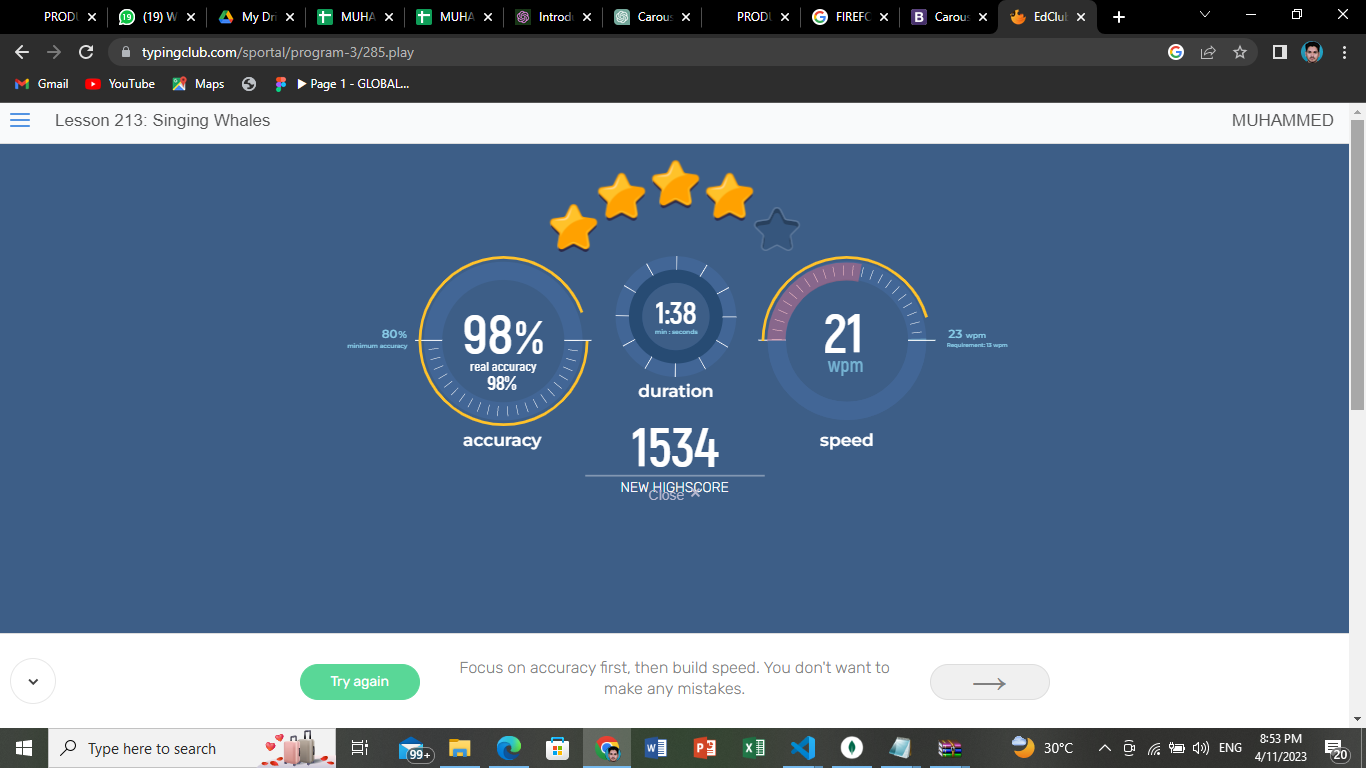 PRODU
(19) W
My Dri
MUHA
MUHA
Introd
Carous
PRODU
FIREFO
Carous
EdClub
typingclub.com/sportal/program-3/285.play
Gmail
YouTube
Maps
Page 1 - GLOBAL...
Lesson 213: Singing Whales
MUHAMMED
80%
minimum accuracy
98%
real accuracy
98%
accuracy
1:38
min : seconds
duration
21
wpm
speed
23 wpm
Requirement: 13 wpm
1534
NEW HIGHSCORE
Close ×
Try again
Focus on accuracy first, then build speed. You don't want to
make any mistakes.
Type here to search
99+
30°C
ENG
8:53 PM
4/11/2023
20